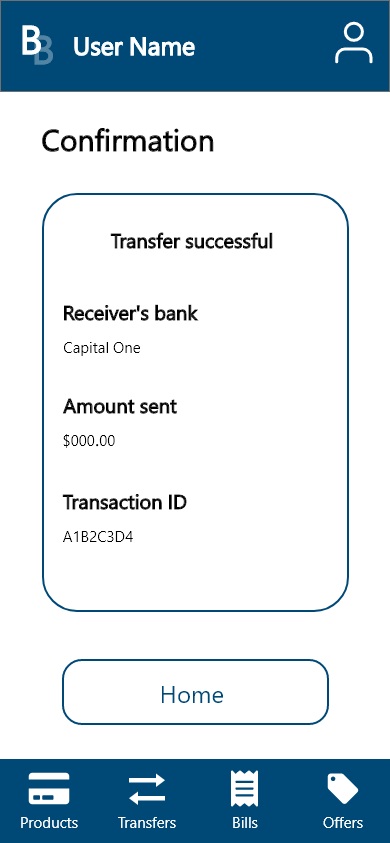 BB User Name
Confirmation
Transfer successful
Receiver's bank
Capital One
Amount sent
$000.00
Transaction ID
A1B2C3D4
Home
Products Transfers Bills Offers